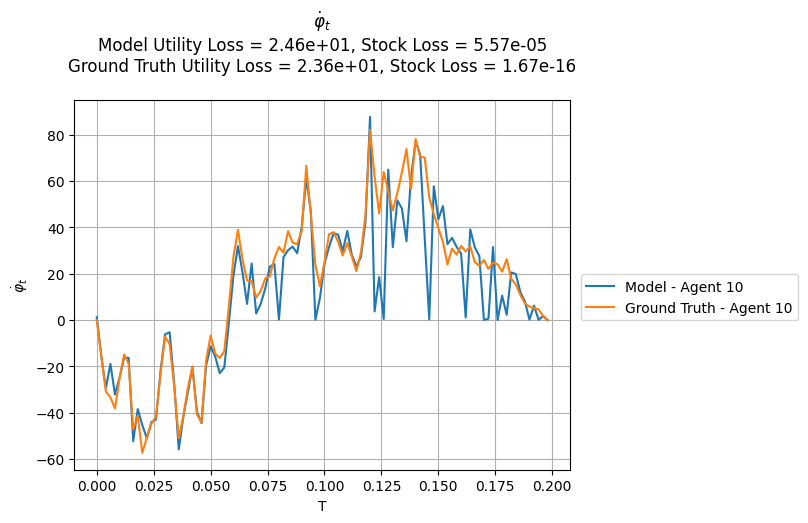 φ̇ₜ
Model Utility Loss = 2.46e+01, Stock Loss = 5.57e-05
Ground Truth Utility Loss = 2.36e+01, Stock Loss = 1.67e-16
80
60
40
20
0
−20
−40
−60
φ̇ₜ
0.000 0.025 0.050 0.075 0.100 0.125 0.150 0.175 0.200
T
Model - Agent 10
Ground Truth - Agent 10